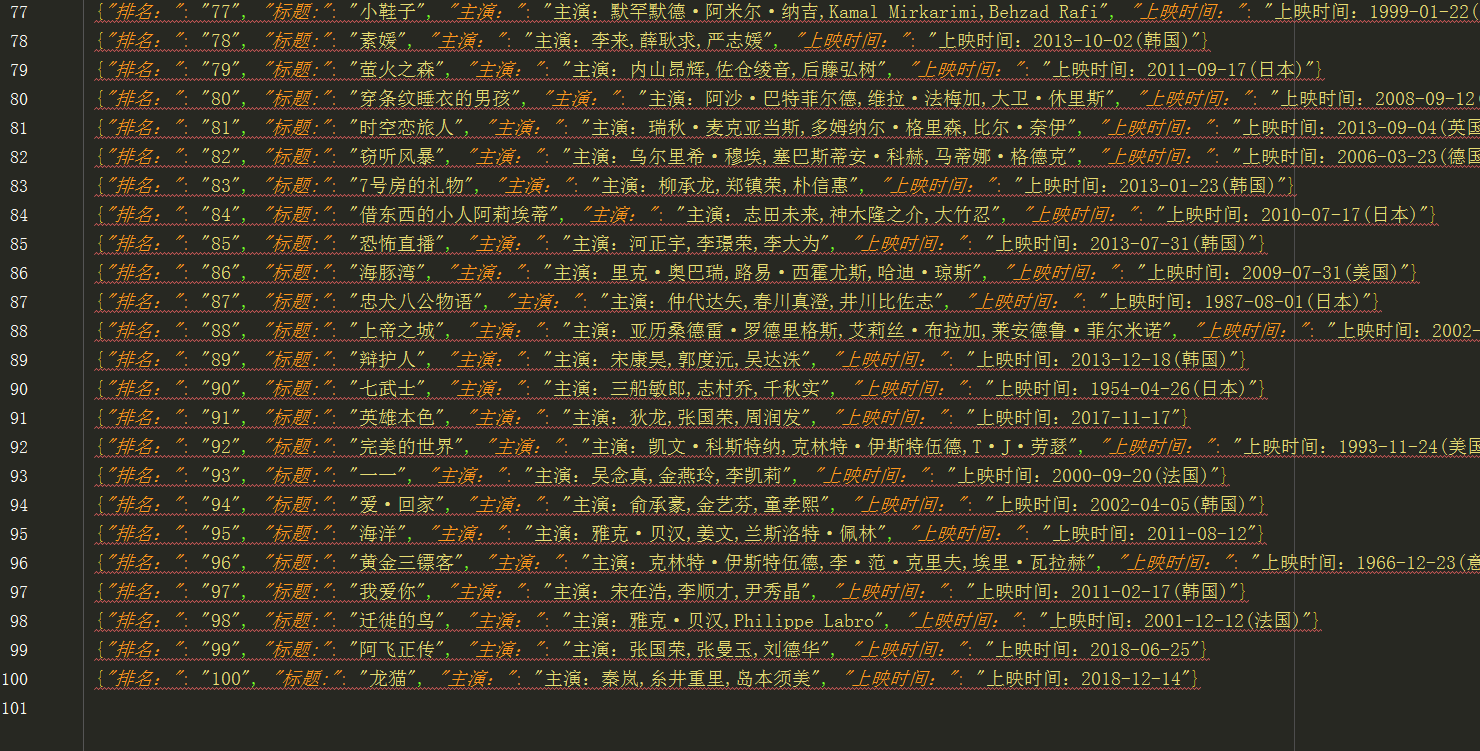 77 {"排名：": "77", "标题:": "小鞋子", "主演：": "主演：默罕默德·阿米尔·纳吉,Kamal Mirkarimi,Behzad Rafi", "上映时间：": "上映时间：1999-01-22(
78 {"排名：": "78", "标题:": "素媛", "主演：": "主演：李来,薛耿求,严志媛", "上映时间：": "上映时间：2013-10-02(韩国)"}
79 {"排名：": "79", "标题:": "萤火之森", "主演：": "主演：内山昂辉,佐仓绫音,后藤弘树", "上映时间：": "上映时间：2011-09-17(日本)"}
80 {"排名：": "80", "标题:": "穿条纹睡衣的男孩", "主演：": "主演：阿沙·巴特菲尔德,维拉·法梅加,大卫·休里斯", "上映时间：": "上映时间：2008-09-12
81 {"排名：": "81", "标题:": "时空恋旅人", "主演：": "主演：瑞秋·麦克亚当斯,多姆纳尔·格里森,比尔·奈伊", "上映时间：": "上映时间：2013-09-04(英国
82 {"排名：": "82", "标题:": "窃听风暴", "主演：": "主演：乌尔里希·穆埃,塞巴斯蒂安·科赫,马蒂娜·格德克", "上映时间：": "上映时间：2006-03-23(德国
83 {"排名：": "83", "标题:": "7号房的礼物", "主演：": "主演：柳承龙,郑镇荣,朴信惠", "上映时间：": "上映时间：2013-01-23(韩国)"}
84 {"排名：": "84", "标题:": "借东西的小人阿莉埃蒂", "主演：": "主演：志田未来,神木隆之介,大竹忍", "上映时间：": "上映时间：2010-07-17(日本)"}
85 {"排名：": "85", "标题:": "恐怖直播", "主演：": "主演：河正宇,李璟荣,李大为", "上映时间：": "上映时间：2013-07-31(韩国)"}
86 {"排名：": "86", "标题:": "海豚湾", "主演：": "主演：里克·奥巴瑞,路易·西霍尤斯,哈迪·琼斯", "上映时间：": "上映时间：2009-07-31(美国)"}
87 {"排名：": "87", "标题:": "忠犬八公物语", "主演：": "主演：仲代达矢,春川真澄,井川比佐志", "上映时间：": "上映时间：1987-08-01(日本)"}
88 {"排名：": "88", "标题:": "上帝之城", "主演：": "主演：亚历桑德雷·罗德里格斯,艾莉丝·布拉加,莱安德鲁·菲尔米诺", "上映时间：": "上映时间：2002-
89 {"排名：": "89", "标题:": "辩护人", "主演：": "主演：宋康昊,郭度沅,吴达洙", "上映时间：": "上映时间：2013-12-18(韩国)"}
90 {"排名：": "90", "标题:": "七武士", "主演：": "主演：三船敏郎,志村乔,千秋实", "上映时间：": "上映时间：1954-04-26(日本)"}
91 {"排名：": "91", "标题:": "英雄本色", "主演：": "主演：狄龙,张国荣,周润发", "上映时间：": "上映时间：2017-11-17"}
92 {"排名：": "92", "标题:": "完美的世界", "主演：": "主演：凯文·科斯特纳,克林特·伊斯特伍德,T·J·劳瑟", "上映时间：": "上映时间：1993-11-24(美国
93 {"排名：": "93", "标题:": "一一", "主演：": "主演：吴念真,金燕玲,李凯莉", "上映时间：": "上映时间：2000-09-20(法国)"}
94 {"排名：": "94", "标题:": "爱·回家", "主演：": "主演：俞承豪,金艺芬,童孝熙", "上映时间：": "上映时间：2002-04-05(韩国)"}
95 {"排名：": "95", "标题:": "海洋", "主演：": "主演：雅克·贝汉,姜文,兰斯洛特·佩林", "上映时间：": "上映时间：2011-08-12"}
96 {"排名：": "96", "标题:": "黄金三镖客", "主演：": "主演：克林特·伊斯特伍德,李·范·克里夫,埃里·瓦拉赫", "上映时间：": "上映时间：1966-12-23(意
97 {"排名：": "97", "标题:": "我爱你", "主演：": "主演：宋在浩,李顺才,尹秀晶", "上映时间：": "上映时间：2011-02-17(韩国)"}
98 {"排名：": "98", "标题:": "迁徙的鸟", "主演：": "主演：雅克·贝汉,Philippe Labro", "上映时间：": "上映时间：2001-12-12(法国)"}
99 {"排名：": "99", "标题:": "阿飞正传", "主演：": "主演：张国荣,张曼玉,刘德华", "上映时间：": "上映时间：2018-06-25"}
100 {"排名：": "100", "标题:": "龙猫", "主演：": "主演：秦岚,糸井重里,岛本须美", "上映时间：": "上映时间：2018-12-14"}
101